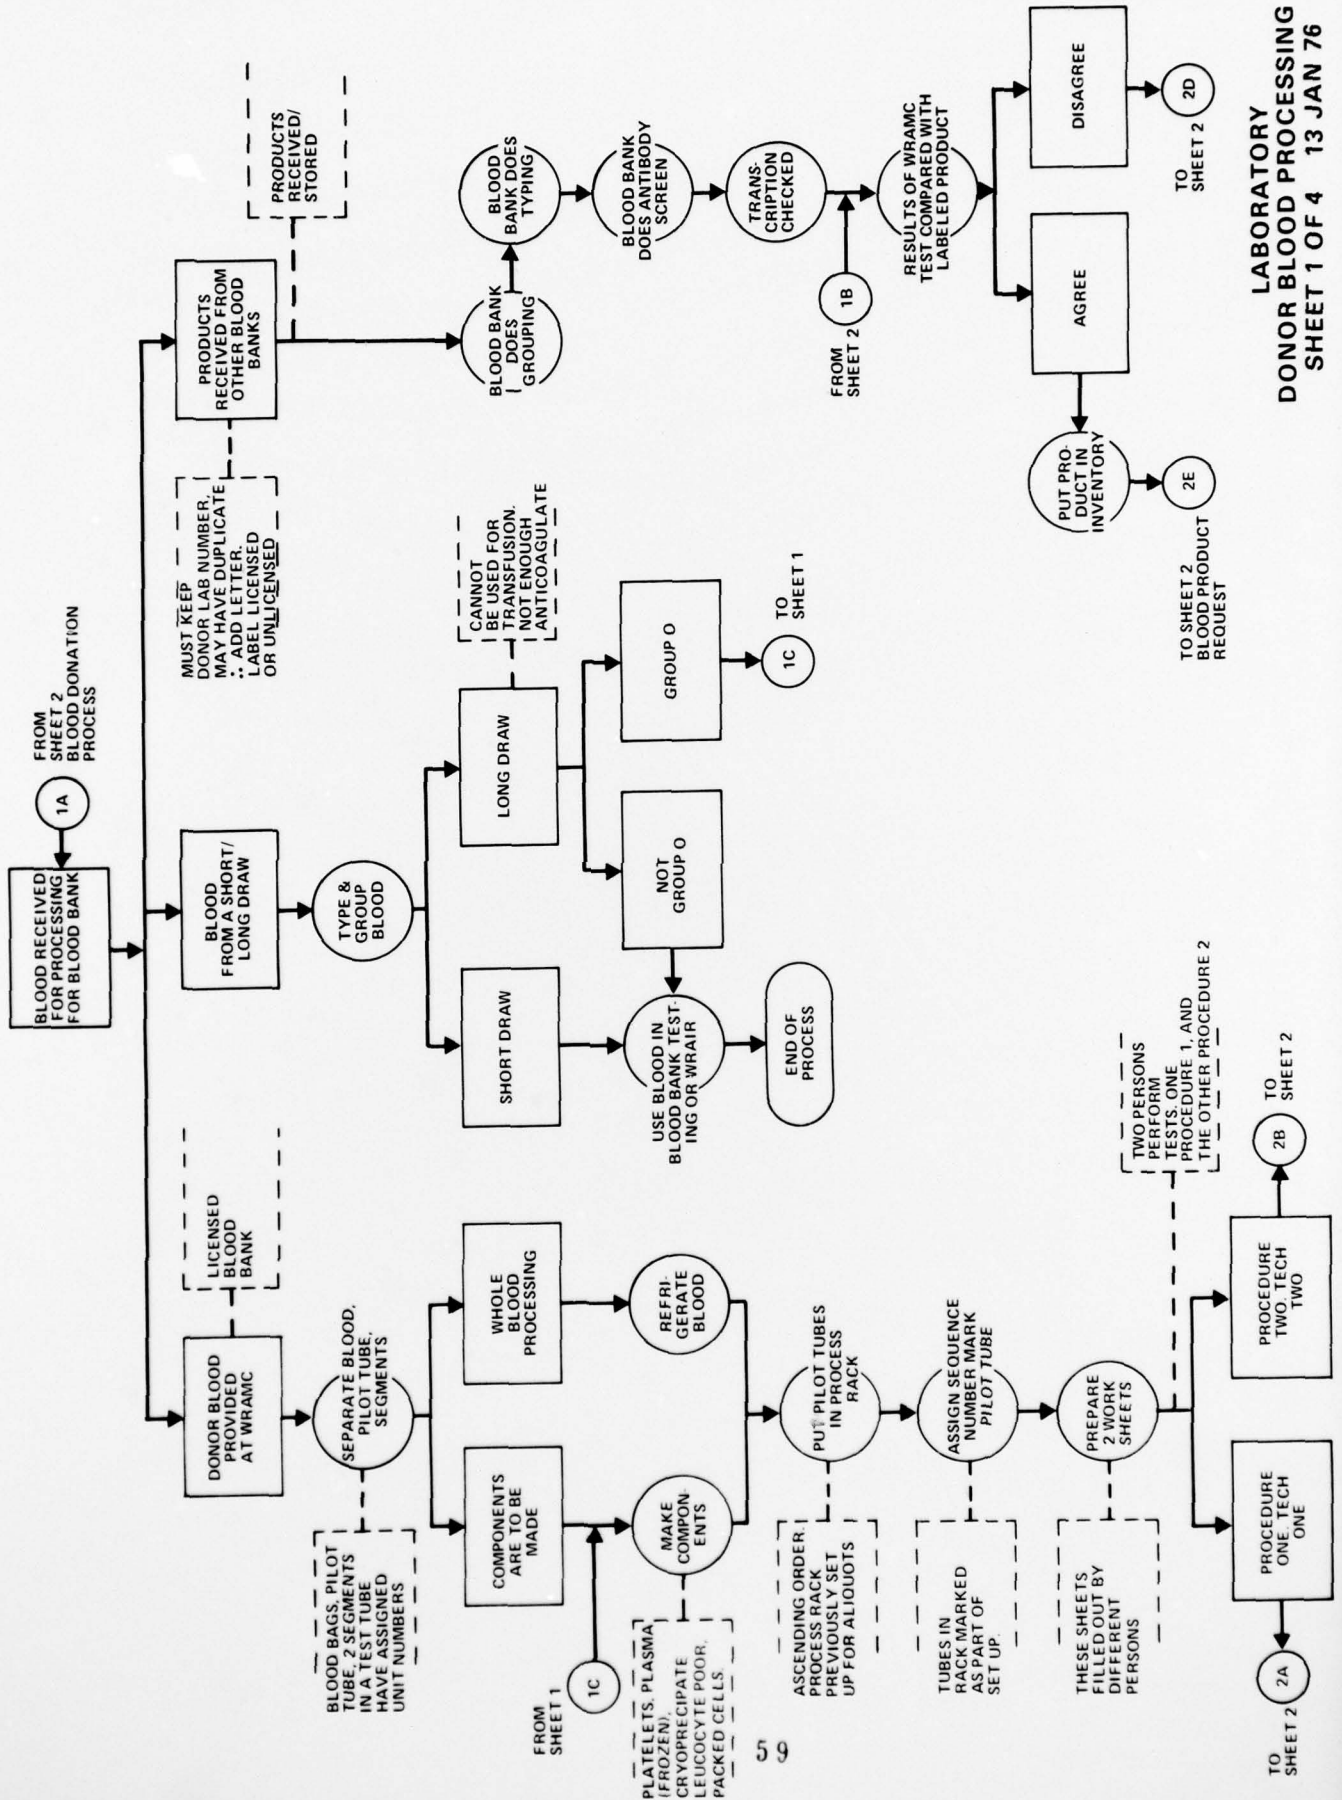 BLOOD RECEIVED
FOR PROCESSING
FOR BLOOD BANK
1A
FROM
SHEET 2
BLOOD DONATION
PROCESS
DONOR BLOOD
PROVIDED
AT WRAMC
LICENSED
BLOOD
BANK
BLOOD
FROM A SHORT/
LONG DRAW
MUST KEEP
DONOR LAB NUMBER,
MAY HAVE DUPLICATE
∴ ADD LETTER.
LABEL LICENSED
OR UNLICENSED
PRODUCTS
RECEIVED FROM
OTHER BLOOD
BANKS
PRODUCTS
RECEIVED/
STORED
BLOOD BAGS, PILOT
TUBE, 2 SEGMENTS
IN A TEST TUBE
HAVE ASSIGNED
UNIT NUMBERS
SEPARATE BLOOD,
PILOT TUBE,
SEGMENTS
TYPE &
GROUP
BLOOD
COMPONENTS
ARE TO BE
MADE
WHOLE
BLOOD
PROCESSING
SHORT DRAW
LONG DRAW
CANNOT
BE USED FOR
TRANSFUSION.
NOT ENOUGH
ANTICOAGULATE
BLOOD BANK
DOES
GROUPING
BLOOD
BANK DOES
TYPING
FROM
SHEET 1
1C
PLATELETS, PLASMA
(FROZEN),
CRYOPRECIPATE
LEUCOCYTE POOR,
PACKED CELLS.
MAKE
COMPON-
ENTS
REFRI-
GERATE
BLOOD
USE BLOOD IN
BLOOD BANK TEST-
ING OR WRAIR
NOT
GROUP O
GROUP O
BLOOD BANK
DOES ANTIBODY
SCREEN
END OF
PROCESS
1C
TO
SHEET 1
TRANS-
CRIPTION
CHECKED
FROM
SHEET 2
1B
ASCENDING ORDER.
PROCESS RACK
PREVIOUSLY SET
UP FOR ALIQUOTS
PUT PILOT TUBES
IN PROCESS
RACK
RESULTS OF WRAMC
TEST COMPARED WITH
LABELED PRODUCT
TUBES IN
RACK MARKED
AS PART OF
SET UP.
ASSIGN SEQUENCE
NUMBER MARK
PILOT TUBE
AGREE
DISAGREE
THESE SHEETS
FILLED OUT BY
DIFFERENT
PERSONS
PREPARE
2 WORK
SHEETS
TWO PERSONS
PERFORM
TESTS. ONE
PROCEDURE 1, AND
THE OTHER PROCEDURE 2
PUT PRO-
DUCT IN
INVENTORY
TO SHEET 2
BLOOD PRODUCT
REQUEST
2E
TO
SHEET 2
2D
PROCEDURE
ONE. TECH
ONE
PROCEDURE
TWO. TECH
TWO
TO
SHEET 2
2A
2B
TO
SHEET 2
LABORATORY
DONOR BLOOD PROCESSING
SHEET 1 OF 4 13 JAN 76
59